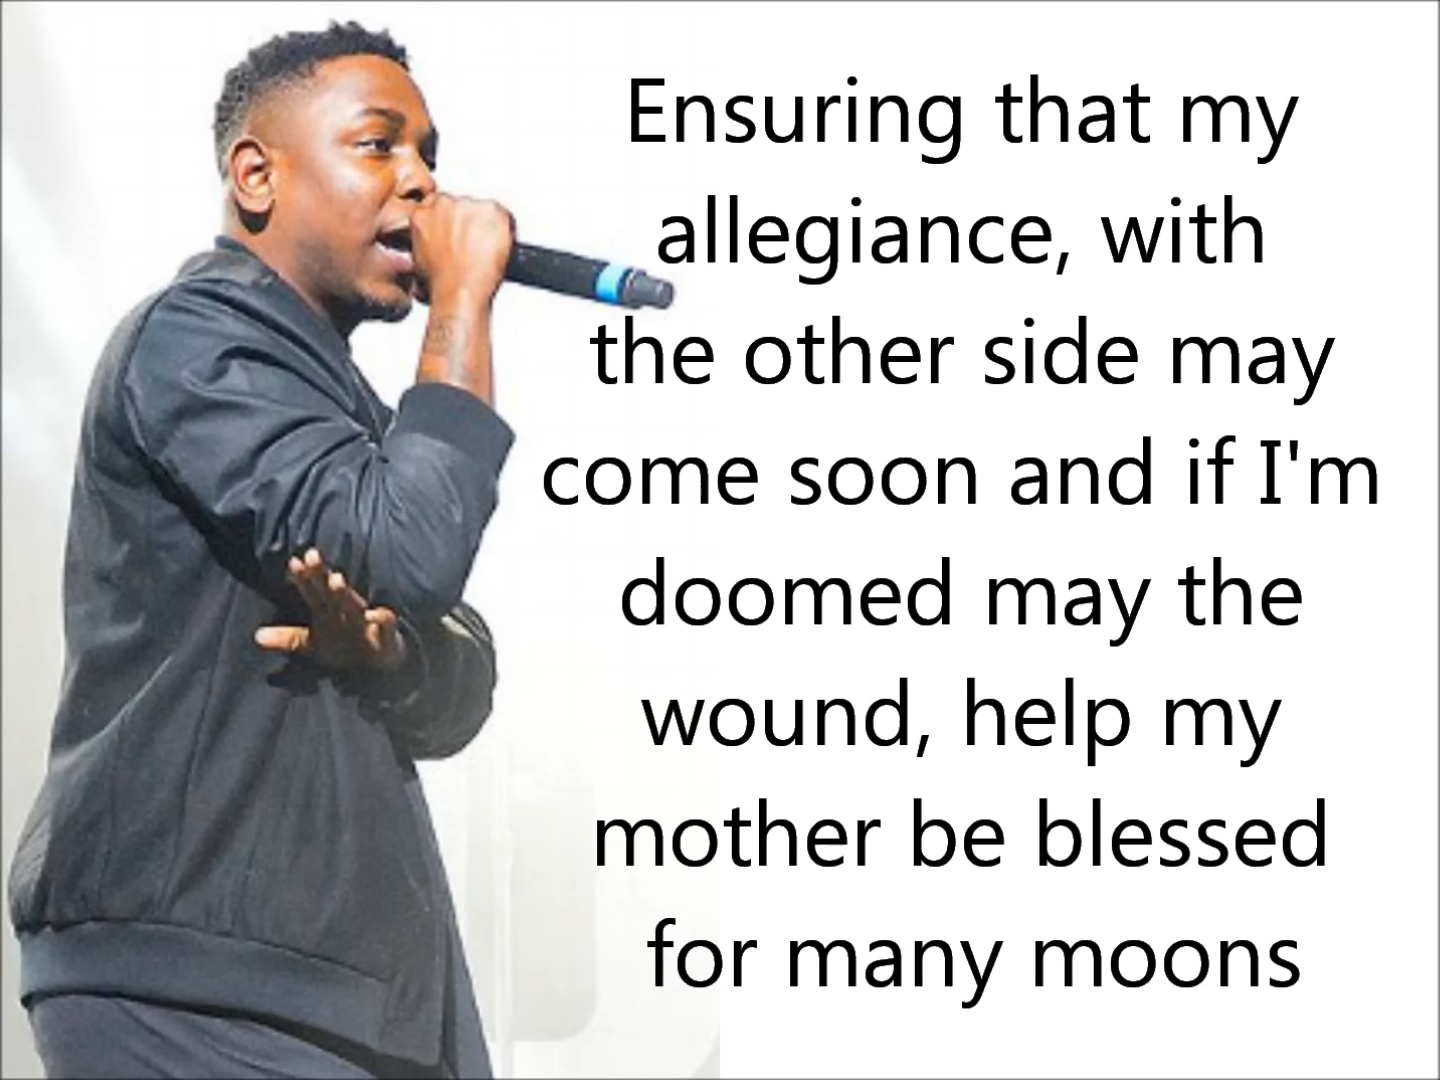 Ensuring that my
allegiance, with
the other side may
come soon and if I'm
doomed may the
wound, help my
mother be blessed
for many moons